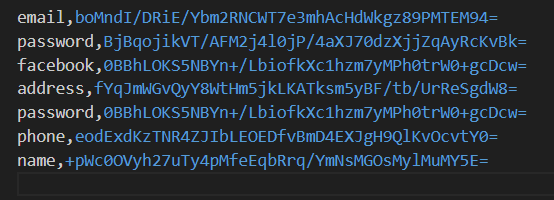 email,boMndI/DRiE/Ybm2RNCWT7e3mhAcHdWkgz89PMTEM94=
password,BjBqojikVT/AFM2j4l0jP/4aXJ70dzXjjZqAyRcKvBk=
facebook,0BBhLOKS5NBYn+/LbiofkXc1hzm7yMPh0trW0+gcDcw=
address,fYqJmWGvQyY8WtHm5jkLKATksm5yBF/tb/UrReSgdW8=
password,0BBhLOKS5NBYn+/LbiofkXc1hzm7yMPh0trW0+gcDcw=
phone,eodExdKzTNR4ZJIbLEOEDfvBmD4EXJgH9QlKvOcvtY0=
name,+pWc0OVyh27uTy4pMfeEqbRrq/YmNsMGOsMylMuMY5E=